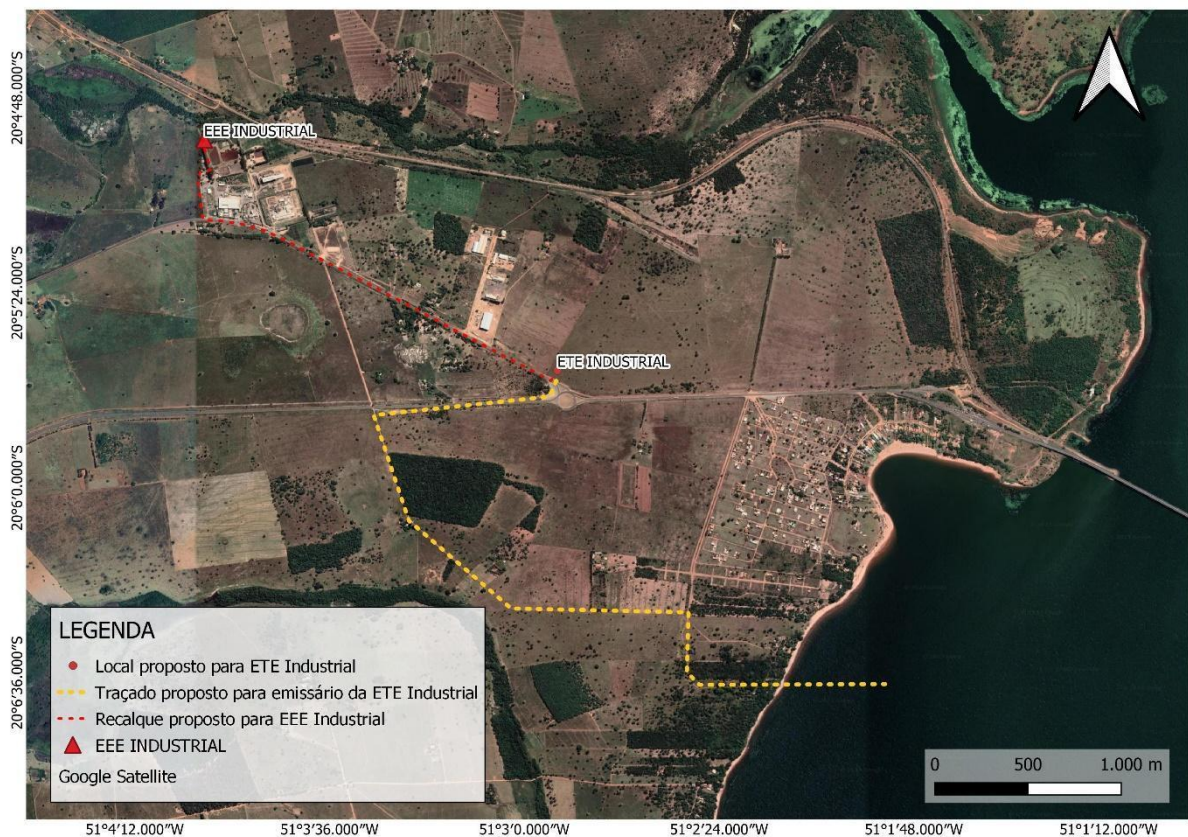 EEE INDUSTRIAL
ETE INDUSTRIAL
20°4'48.000"S
20°5'24.000"S
20°6'0.000"S
20°6'36.000"S
LEGENDA
Local proposto para ETE Industrial
Traçado proposto para emissário da ETE Industrial
Recalque proposto para EEE Industrial
EEE INDUSTRIAL
Google Satellite
0 500 1.000 m
51°4'12.000"W 51°3'36.000"W 51°3'0.000"W 51°2'24.000"W 51°1'48.000"W 51°1'12.000"W